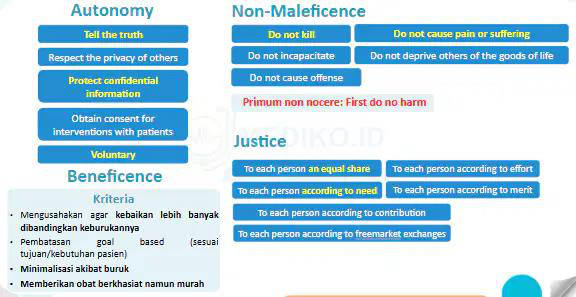 Autonomy
Tell the truth
Respect the privacy of others
Protect confidential
information
Obtain consent for
interventions with patients
Voluntary
Beneficence
Kriteria
• Mengusahakan agar kebaikan lebih banyak
dibandingkan keburukannya
• Pembatasan goal based (sesuai
tujuan/kebutuhan pasien)
• Minimalisasi akibat buruk
• Memberikan obat berkhasiat namun murah
Non-Maleficence
Do not kill
Do not cause pain or suffering
Do not incapacitate
Do not deprive others of the goods of life
Do not cause offense
Primum non nocere: First do no harm
MEDIKO.ID
Justice
To each person an equal share
To each person according to effort
To each person according to need
To each person according to merit
To each person according to contribution
To each person according to freemarket exchanges